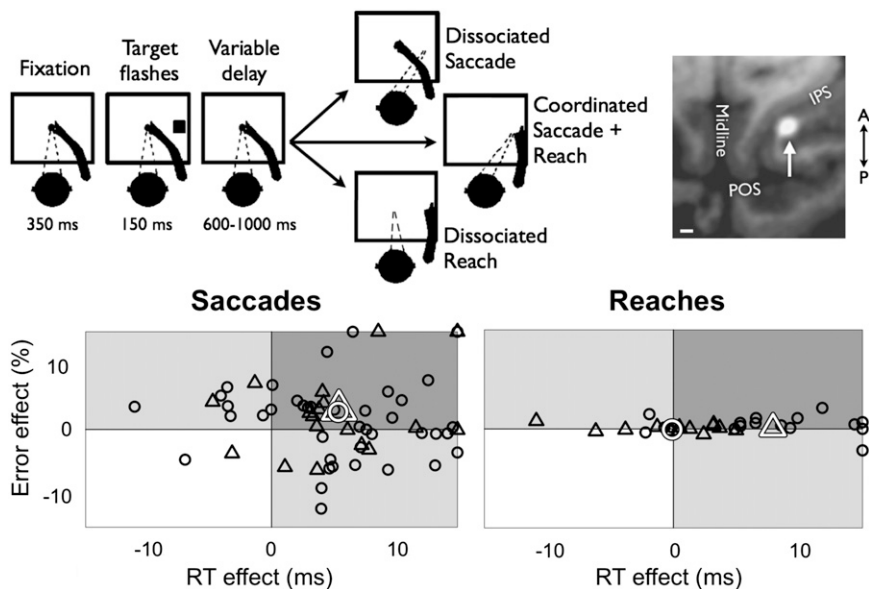 Fixation
350 ms
Target
flashes
150 ms
Variable
delay
600-1000 ms
Dissociated
Saccade
Coordinated
Saccade +
Reach
Dissociated
Reach
Midline
IPS
POS
A
P
Saccades
Error effect (%)
10
0
-10
-10
0
10
RT effect (ms)
Reaches
-10
0
10
RT effect (ms)